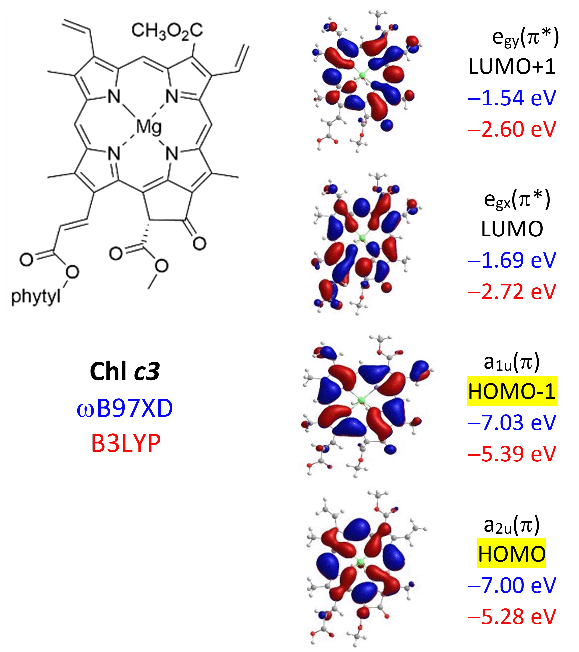 CH₃O₂C
N
N
Mg
N
N
O
O
O
O
O
phytyl
Chl c3
ωB97XD
B3LYP
e_gy(π*)
LUMO+1
−1.54 eV
−2.60 eV
e_gx(π*)
LUMO
−1.69 eV
−2.72 eV
a₁ᵤ(π)
HOMO-1
−7.03 eV
−5.39 eV
a₂ᵤ(π)
HOMO
−7.00 eV
−5.28 eV